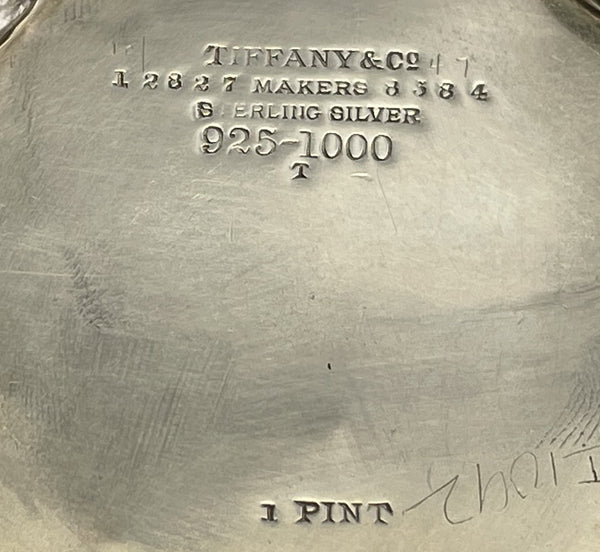 TIFFANY & Co
12827 MAKERS 8584
STERLING SILVER
925-1000
T
1 PINT